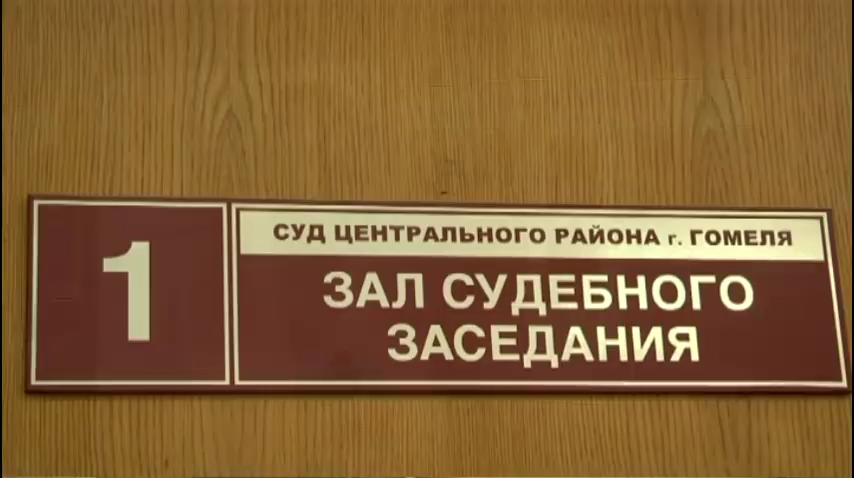 1
СУД ЦЕНТРАЛЬНОГО РАЙОНА г. ГОМЕЛЯ
ЗАЛ СУДЕБНОГО
ЗАСЕДАНИЯ